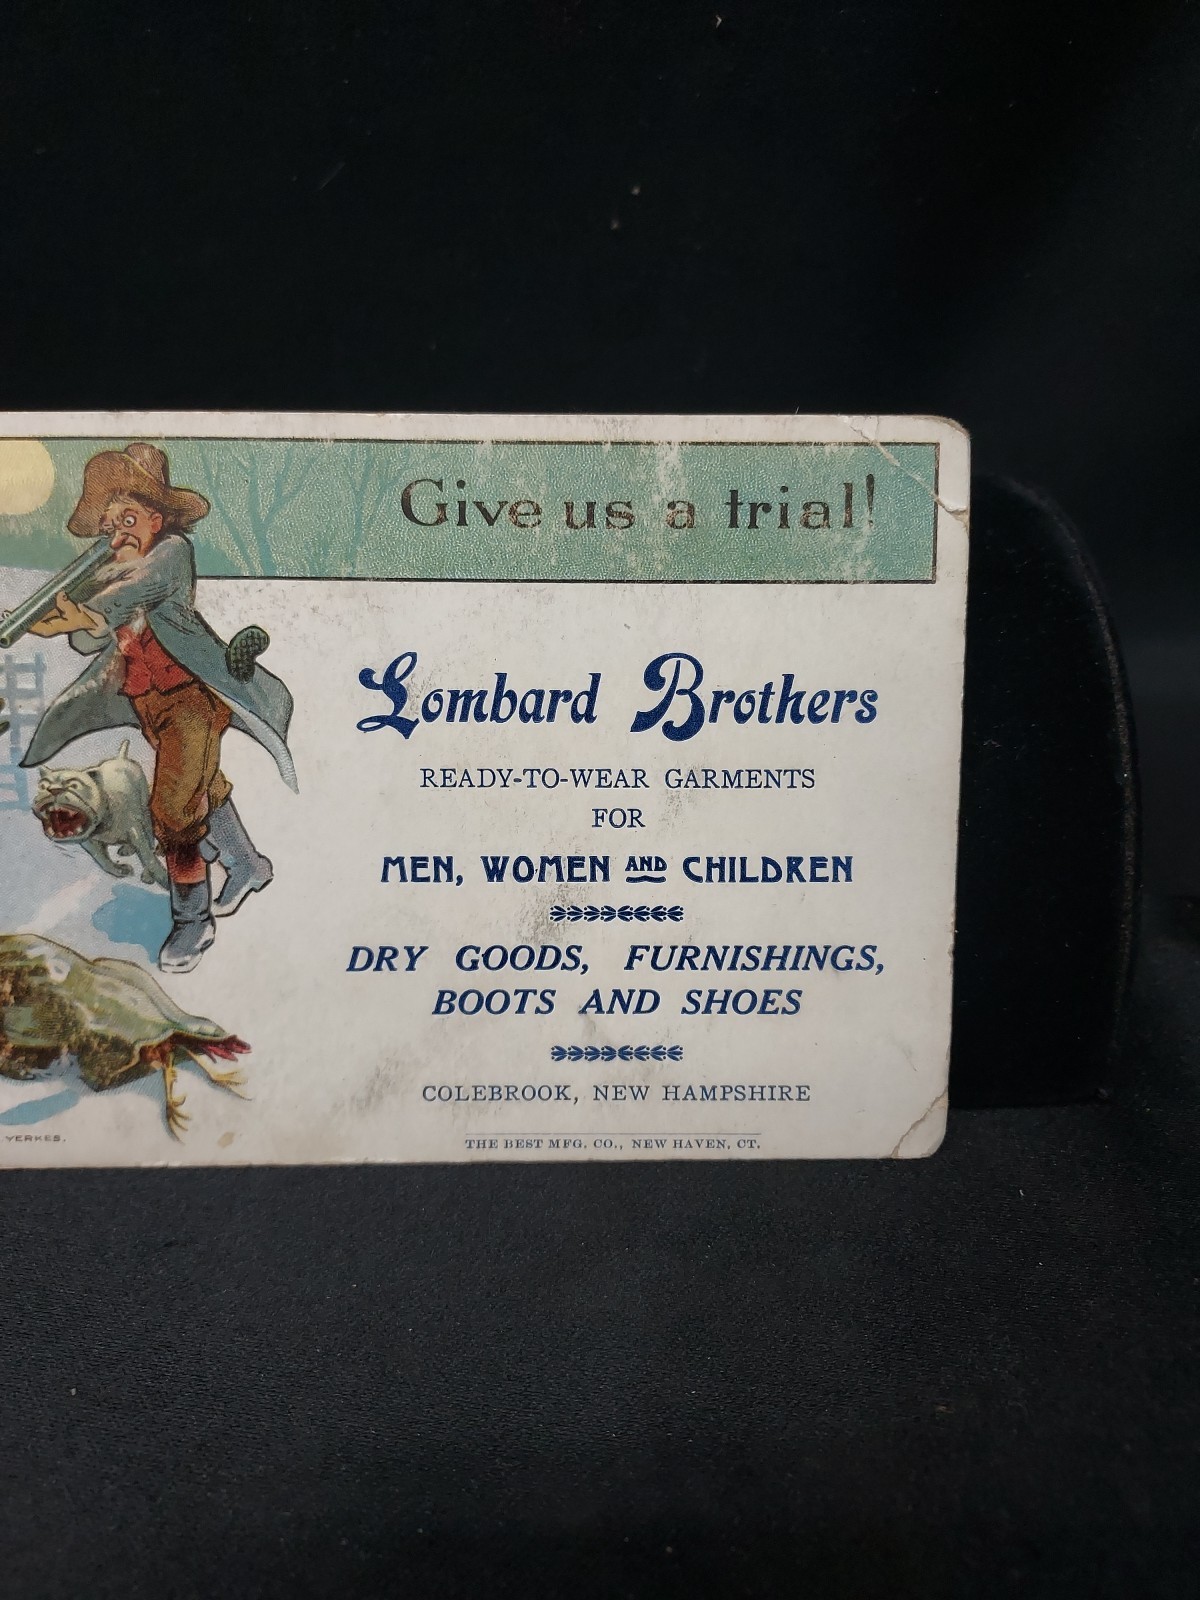 Give us a trial!
Lombard Brothers
READY-TO-WEAR GARMENTS
FOR
MEN, WOMEN AND CHILDREN
DRY GOODS, FURNISHINGS,
BOOTS AND SHOES
COLEBROOK, NEW HAMPSHIRE
YERKES.
THE BEST MFG. CO., NEW HAVEN, CT.